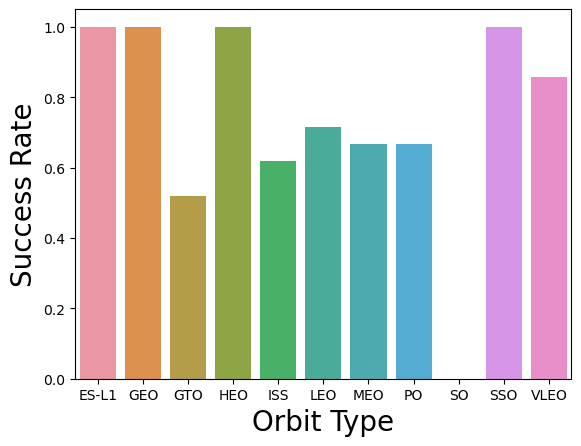 1.0
0.8
0.6
0.4
0.2
0.0
Success Rate
ES-L1 GEO GTO HEO ISS LEO MEO PO SO SSO VLEO
Orbit Type